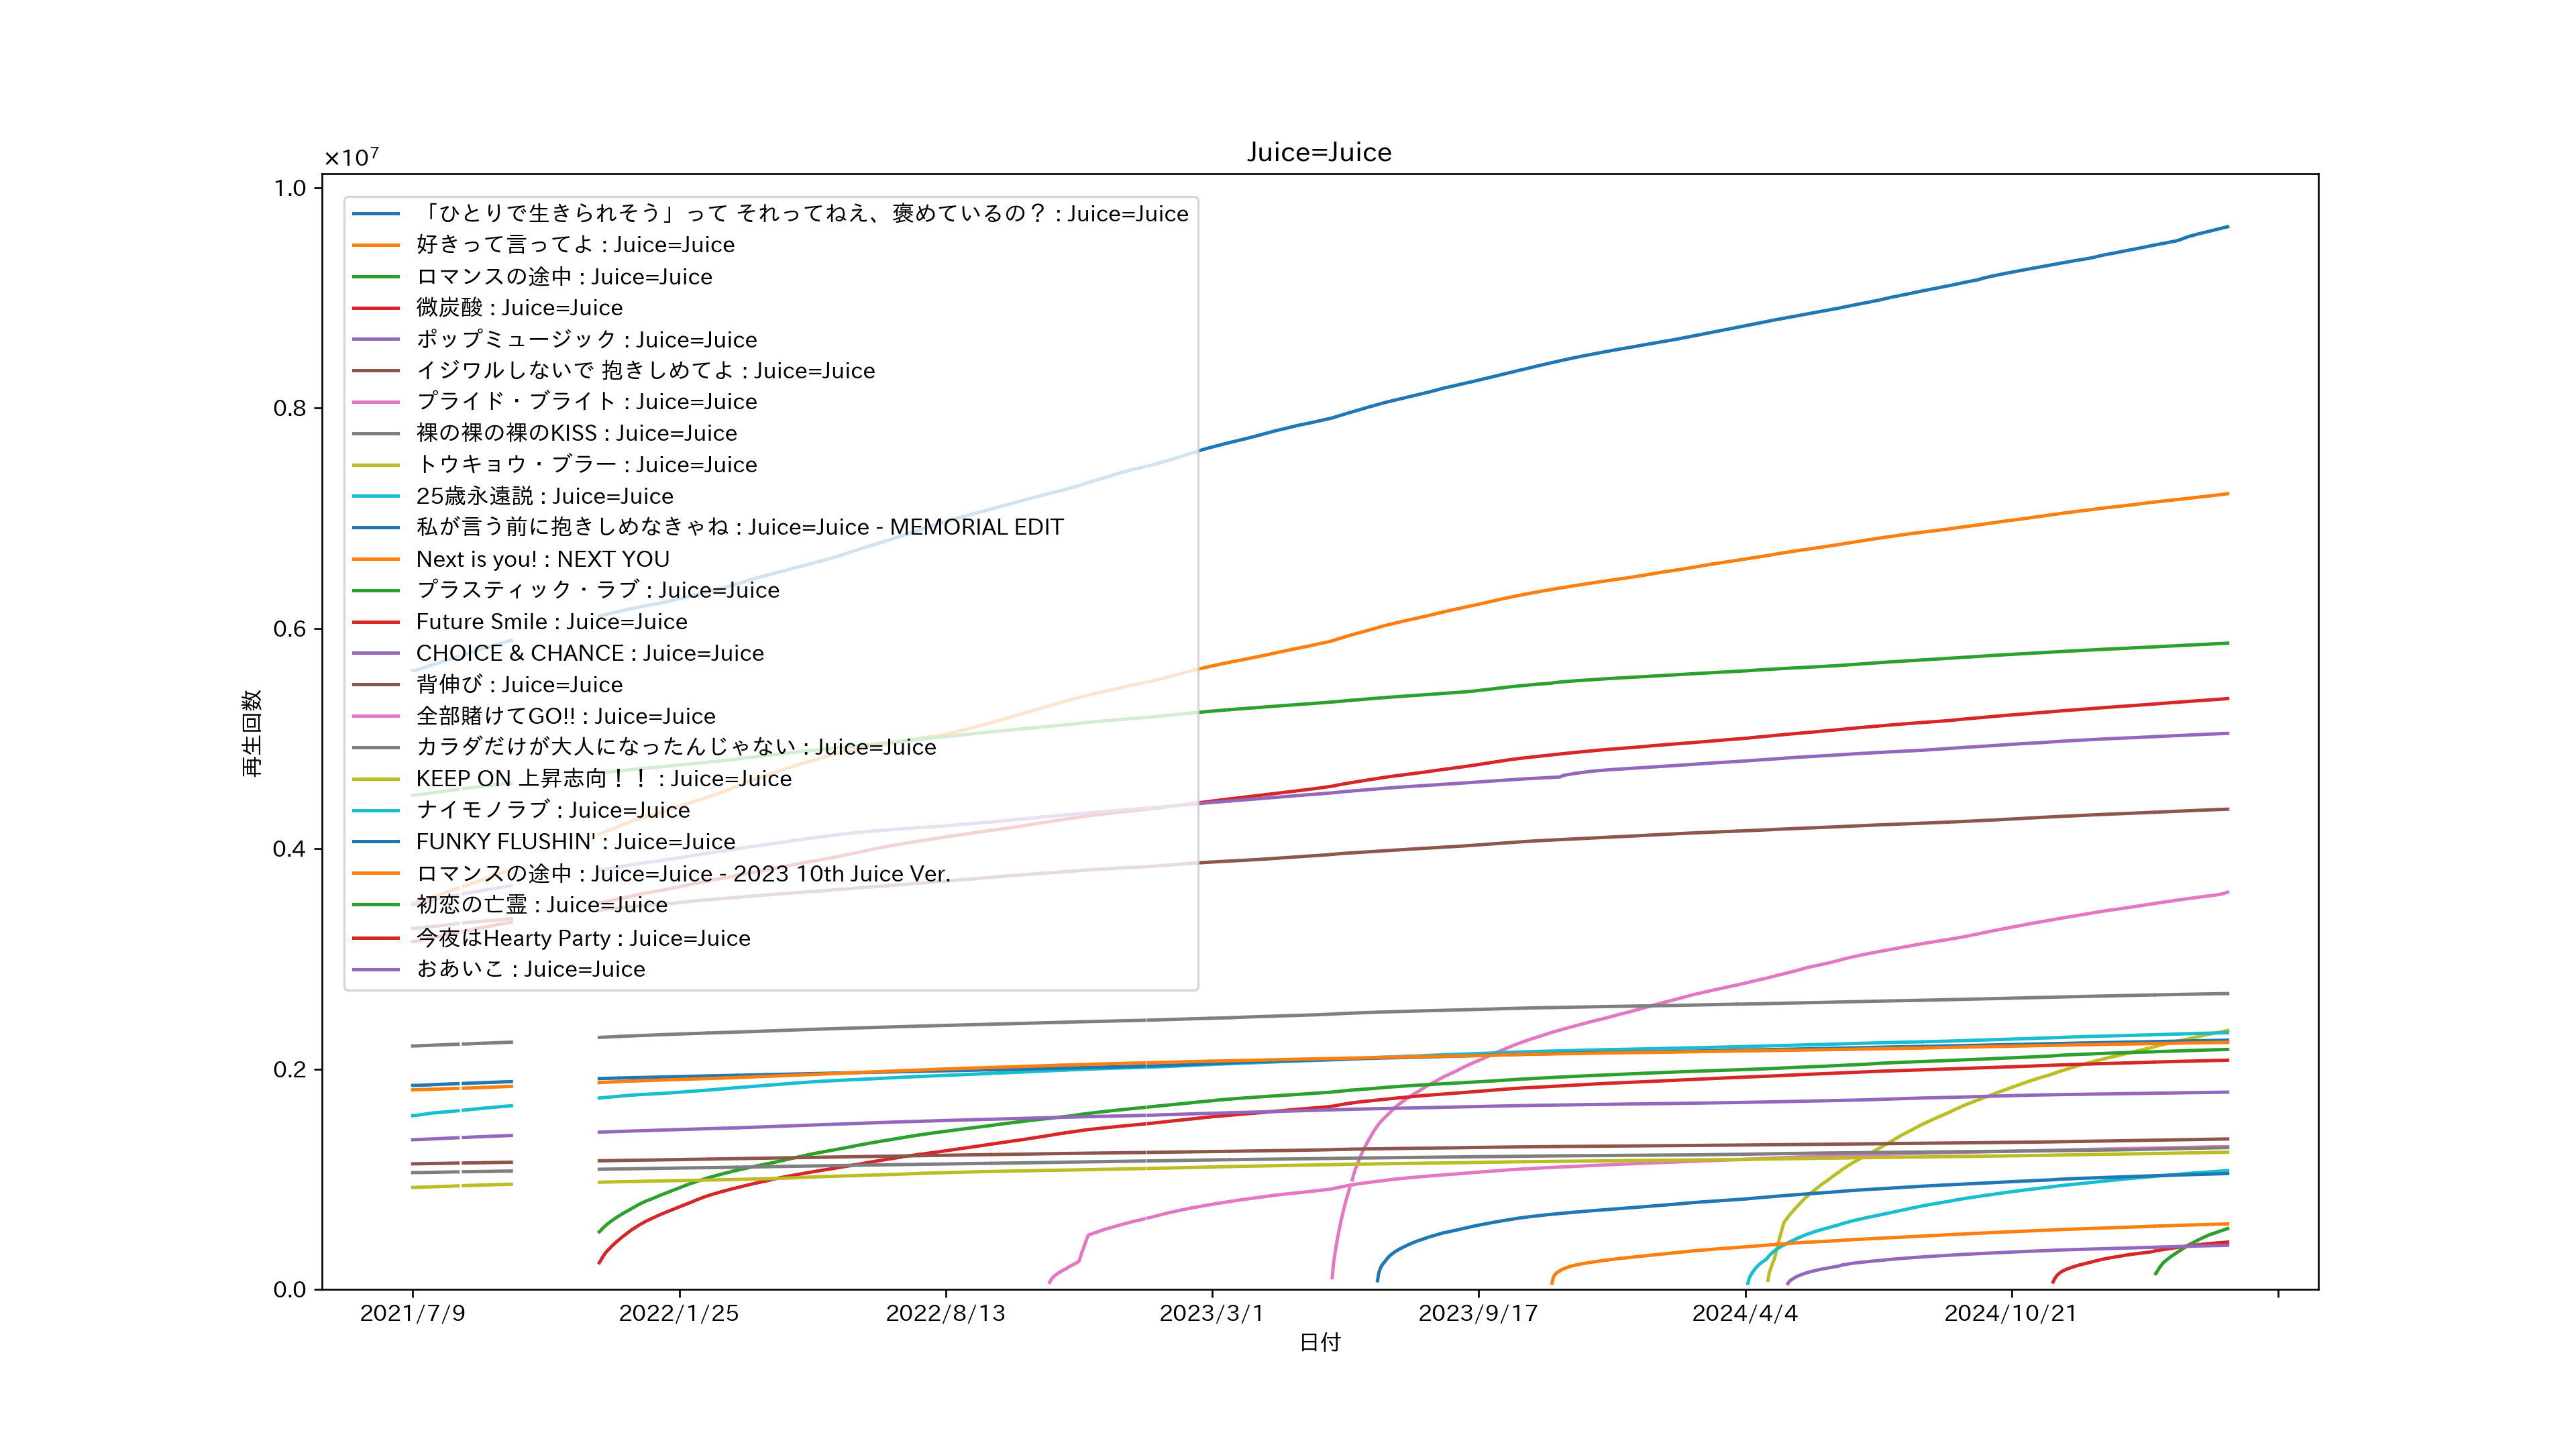 Juice=Juice
×10⁷
1.0
0.8
0.6
0.4
0.2
0.0
再生回数
「ひとりで生きられそう」って それってねえ、褒めているの？ : Juice=Juice
好きって言ってよ : Juice=Juice
ロマンスの途中 : Juice=Juice
微炭酸 : Juice=Juice
ポップミュージック : Juice=Juice
イジワルしないで 抱きしめてよ : Juice=Juice
プライド・ブライト : Juice=Juice
裸の裸の裸のKISS : Juice=Juice
トウキョウ・ブラー : Juice=Juice
25歳永遠説 : Juice=Juice
私が言う前に抱きしめなきゃね : Juice=Juice - MEMORIAL EDIT
Next is you! : NEXT YOU
プラスティック・ラブ : Juice=Juice
Future Smile : Juice=Juice
CHOICE & CHANCE : Juice=Juice
背伸び : Juice=Juice
全部賭けてGO!! : Juice=Juice
カラダだけが大人になったんじゃない : Juice=Juice
KEEP ON 上昇志向！！ : Juice=Juice
ナイモノラブ : Juice=Juice
FUNKY FLUSHIN' : Juice=Juice
ロマンスの途中 : Juice=Juice - 2023 10th Juice Ver.
初恋の亡霊 : Juice=Juice
今夜はHearty Party : Juice=Juice
おあいこ : Juice=Juice
2021/7/9
2022/1/25
2022/8/13
2023/3/1
2023/9/17
2024/4/4
2024/10/21
日付